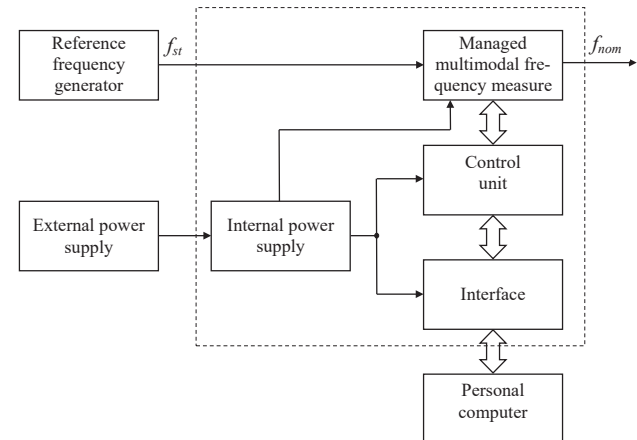 Reference
frequency
generator
f_st
Managed
multimodal fre-
quency measure
f_nom
Control
unit
External power
supply
Internal power
supply
Interface
Personal
computer